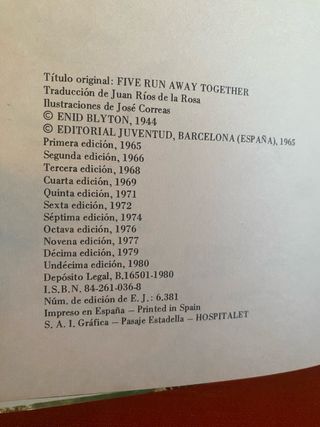 Título original: FIVE RUN AWAY TOGETHER
Traducción de Juan Ríos de la Rosa
Ilustraciones de José Correas
© ENID BLYTON, 1944
© EDITORIAL JUVENTUD, BARCELONA (ESPAÑA), 1965
Primera edición, 1965
Segunda edición, 1966
Tercera edición, 1968
Cuarta edición, 1969
Quinta edición, 1971
Sexta edición, 1972
Séptima edición, 1974
Octava edición, 1976
Novena edición, 1977
Décima edición, 1979
Undécima edición, 1980
Depósito Legal, B.16501-1980
I.S.B.N. 84-261-036-8
Núm. de edición de E. J.: 6.381
Impreso en España — Printed in Spain
S. A. I. Gráfica — Pasaje Estadella — HOSPITALET